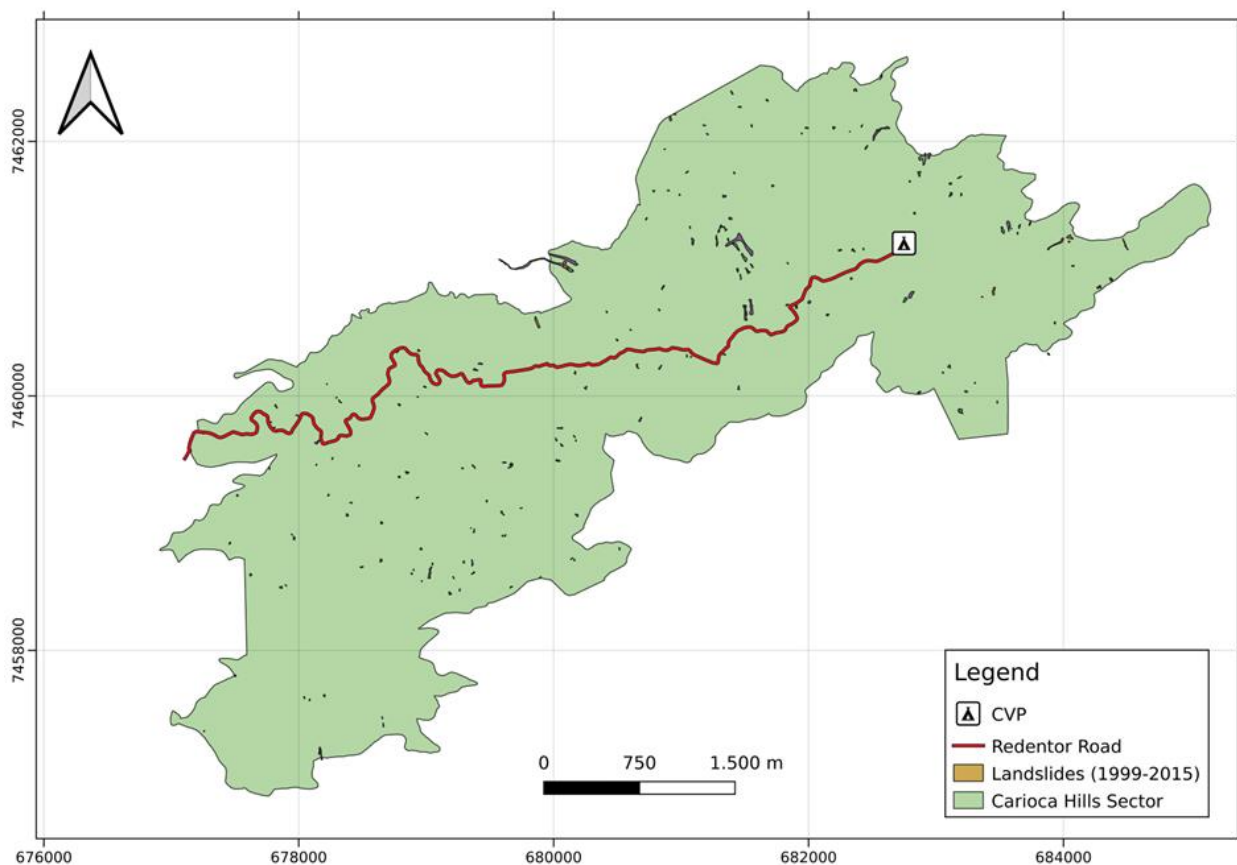 7462000
7460000
7458000
676000
678000
680000
682000
684000
0 750 1.500 m
Legend
CVP
Redentor Road
Landslides (1999-2015)
Carioca Hills Sector